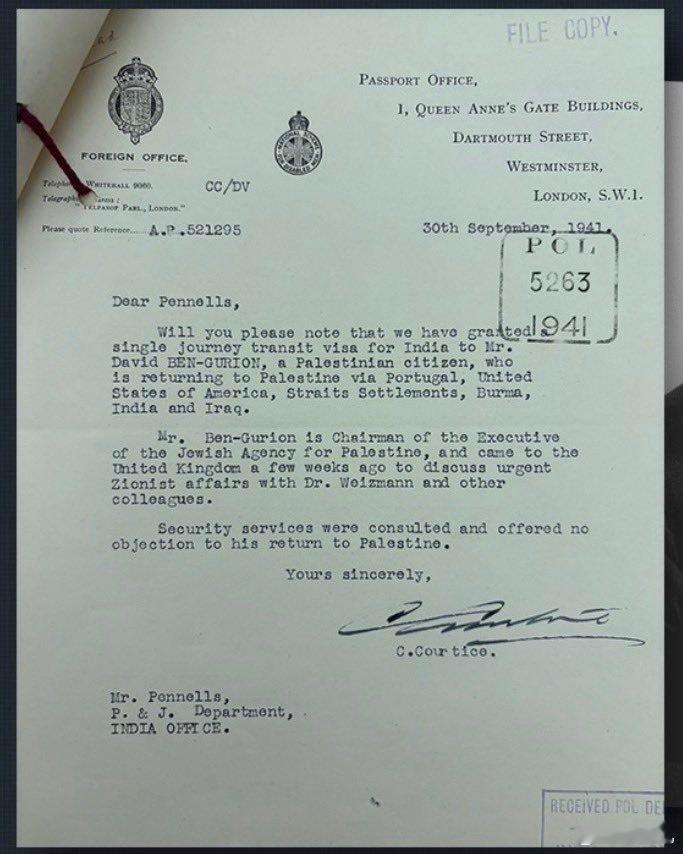 FILE COPY.
FOREIGN OFFICE.
PASSPORT OFFICE,
1, QUEEN ANNE'S GATE BUILDINGS,
DARTMOUTH STREET,
WESTMINSTER,
LONDON, S.W.1.
WHITEHALL 9060.
CC/DV
PARL., LONDON."
Please quote Reference A.P.521295
30th September, 1941.
POL
5263
1941
Dear Pennells,
Will you please note that we have granted a
single journey transit visa for India to Mr.
David BEN-GURION, a Palestinian citizen, who
is returning to Palestine via Portugal, United
States of America, Straits Settlements, Burma,
India and Iraq.
Mr. Ben-Gurion is Chairman of the Executive
of the Jewish Agency for Palestine, and came to the
United Kingdom a few weeks ago to discuss urgent
Zionist affairs with Dr. Weizmann and other
colleagues.
Security services were consulted and offered no
objection to his return to Palestine.
Yours sincerely,
C.Courtice.
Mr. Pennells,
P. & J. Department,
INDIA OFFICE.
RECEIVED POL DE